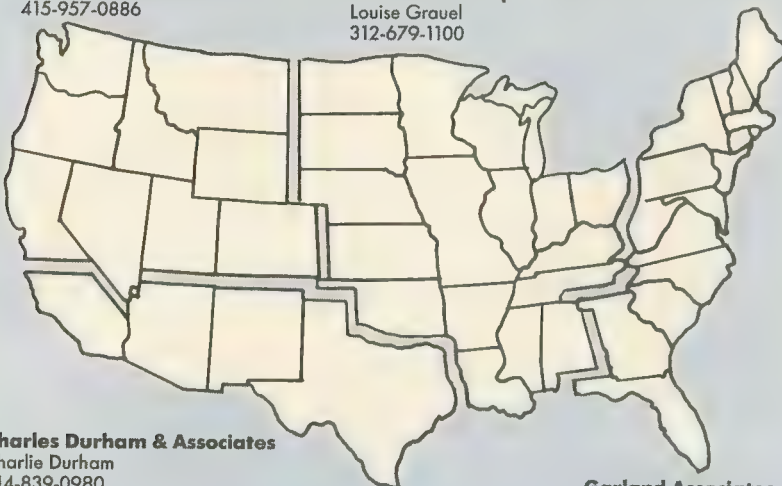 415-957-0886
Louise Grauel
312-679-1100
harles Durham & Associates
harlie Durham
14-839-0980
Garland Associates